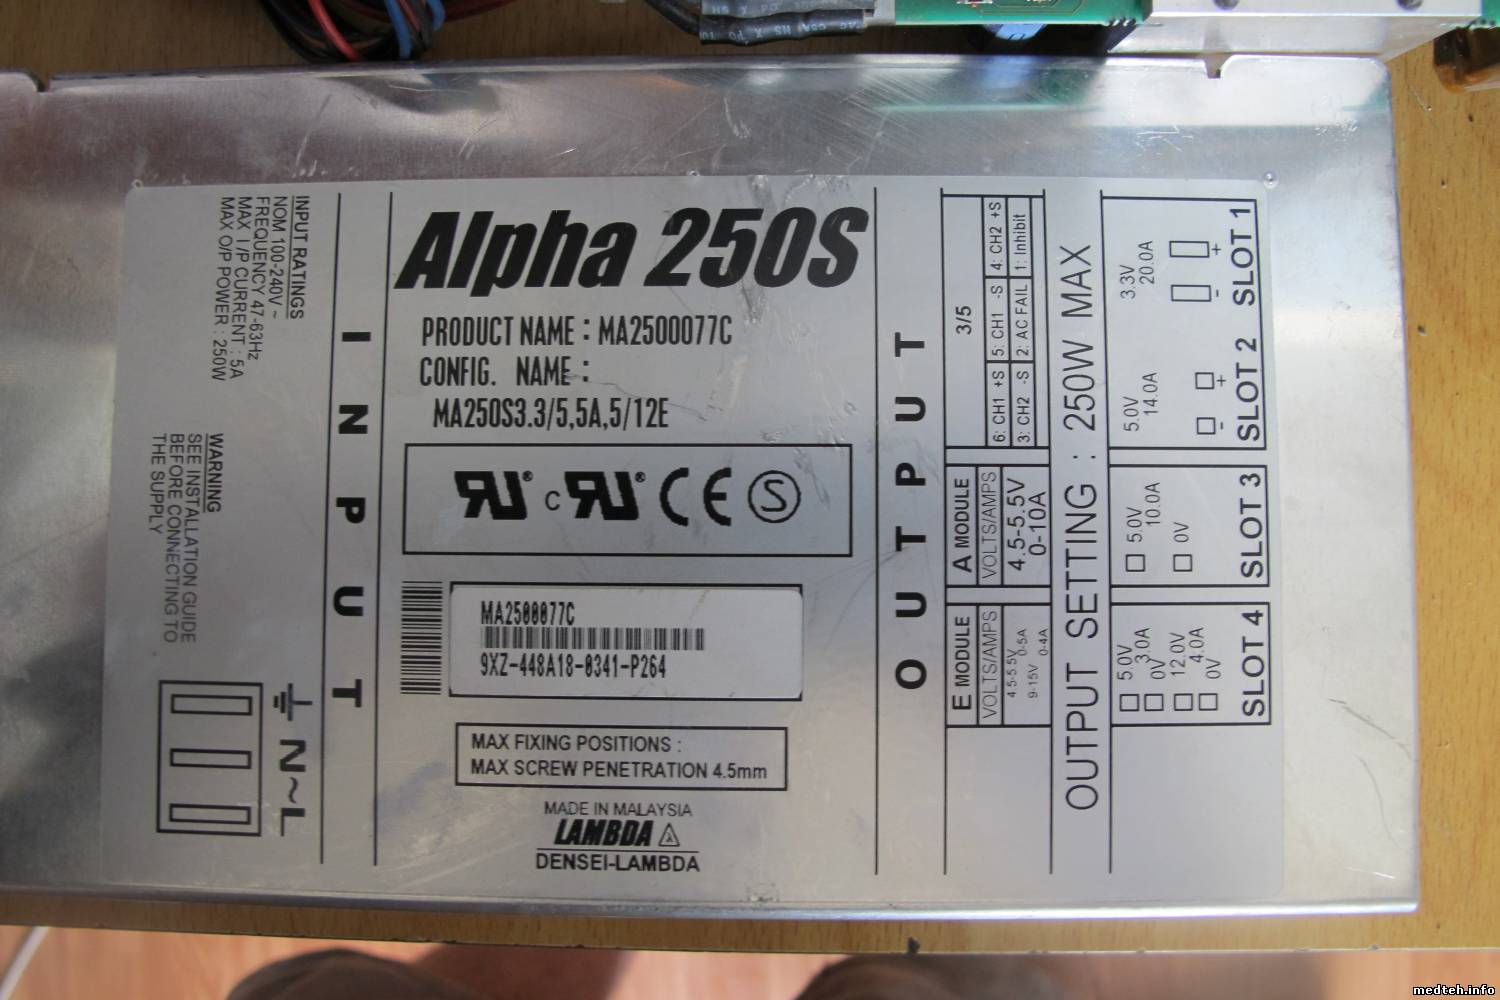 INPUT RATINGS
NOM 100-240V ~
FREQUENCY 47-63Hz
MAX I/P CURRENT : 5A
MAX O/P POWER : 250W
WARNING
SEE INSTALLATION GUIDE
BEFORE CONNECTING TO
THE SUPPLY
N~L
INPUT
Alpha 250S
PRODUCT NAME : MA2500077C
CONFIG. NAME :
MA250S3.3/5,5A,5/12E
c
CE
S
MA2500077C
9XZ-448A18-0341-P264
MAX FIXING POSITIONS :
MAX SCREW PENETRATION 4.5mm
MADE IN MALAYSIA
LAMBDA
DENSEI-LAMBDA
OUTPUT
E MODULE
VOLTS/AMPS
4.5-5.5V 0-5A
9-15V 0-4A
A MODULE
VOLTS/AMPS
4.5-5.5V
0-10A
3/5
6: CH1 +S 5: CH1 -S 4: CH2 +S
3: CH2 -S 2: AC FAIL 1: Inhibit
OUTPUT SETTING : 250W MAX
5.0V
3.0A
0V
12.0V
4.0A
0V
SLOT 4
5.0V
10.0A
0V
SLOT 3
5.0V
14.0A
- +
SLOT 2
3.3V
20.0A
- +
SLOT 1
medteh.info